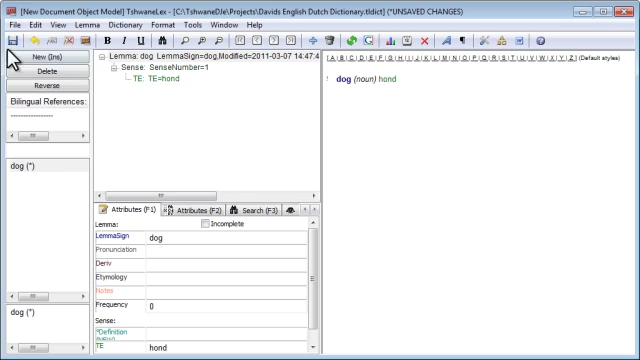 [New Document Object Model] TshwaneLex - [C:\TshwaneDJe\Projects\Davids English Dutch Dictionary.tldict] (*UNSAVED CHANGES)
File Edit View Lemma Dictionary Format Tools Window Help
B I U
New (Ins)
Delete
Reverse
Bilingual References:
----------------
dog (*)
dog (*)
Lemma: dog LemmaSign=dog,Modified=2011-03-07 14:47:4
Sense: SenseNumber=1
TE: TE=hond
Attributes (F1) Attributes (F2) Search (F3)
Lemma: Incomplete
LemmaSign dog
Pronunciation
Deriv
Etymology
Notes
Frequency 0
Sense:
*Definition
(NEW)
TE hond
[ A | B | C | D | E | F | G | H | I | J | K | L | M | N | O | P | Q | R | S | T | U | V | W | X | Y | Z ] (Default styles)
! dog (noun) hond